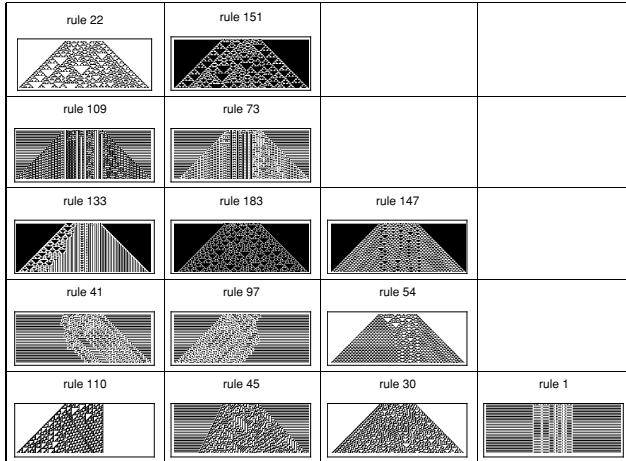 rule 22 rule 151
rule 109 rule 73
rule 133 rule 183 rule 147
rule 41 rule 97 rule 54
rule 110 rule 45 rule 30 rule 1